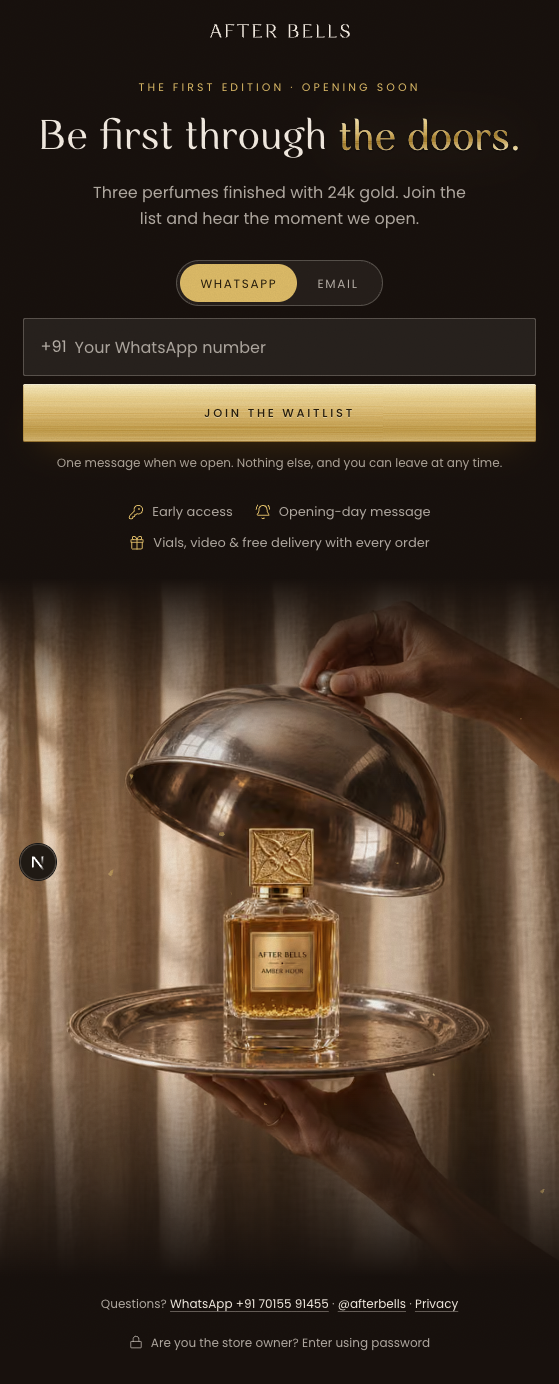 AFTER BELLS
THE FIRST EDITION · OPENING SOON
Be first through the doors.
Three perfumes finished with 24k gold. Join the
list and hear the moment we open.
WHATSAPP EMAIL
+91 Your WhatsApp number
JOIN THE WAITLIST
One message when we open. Nothing else, and you can leave at any time.
Early access Opening-day message
Vials, video & free delivery with every order
N
AFTER BELLS
AMBER HOOR
Questions? WhatsApp +91 70155 91455 · @afterbells · Privacy
Are you the store owner? Enter using password